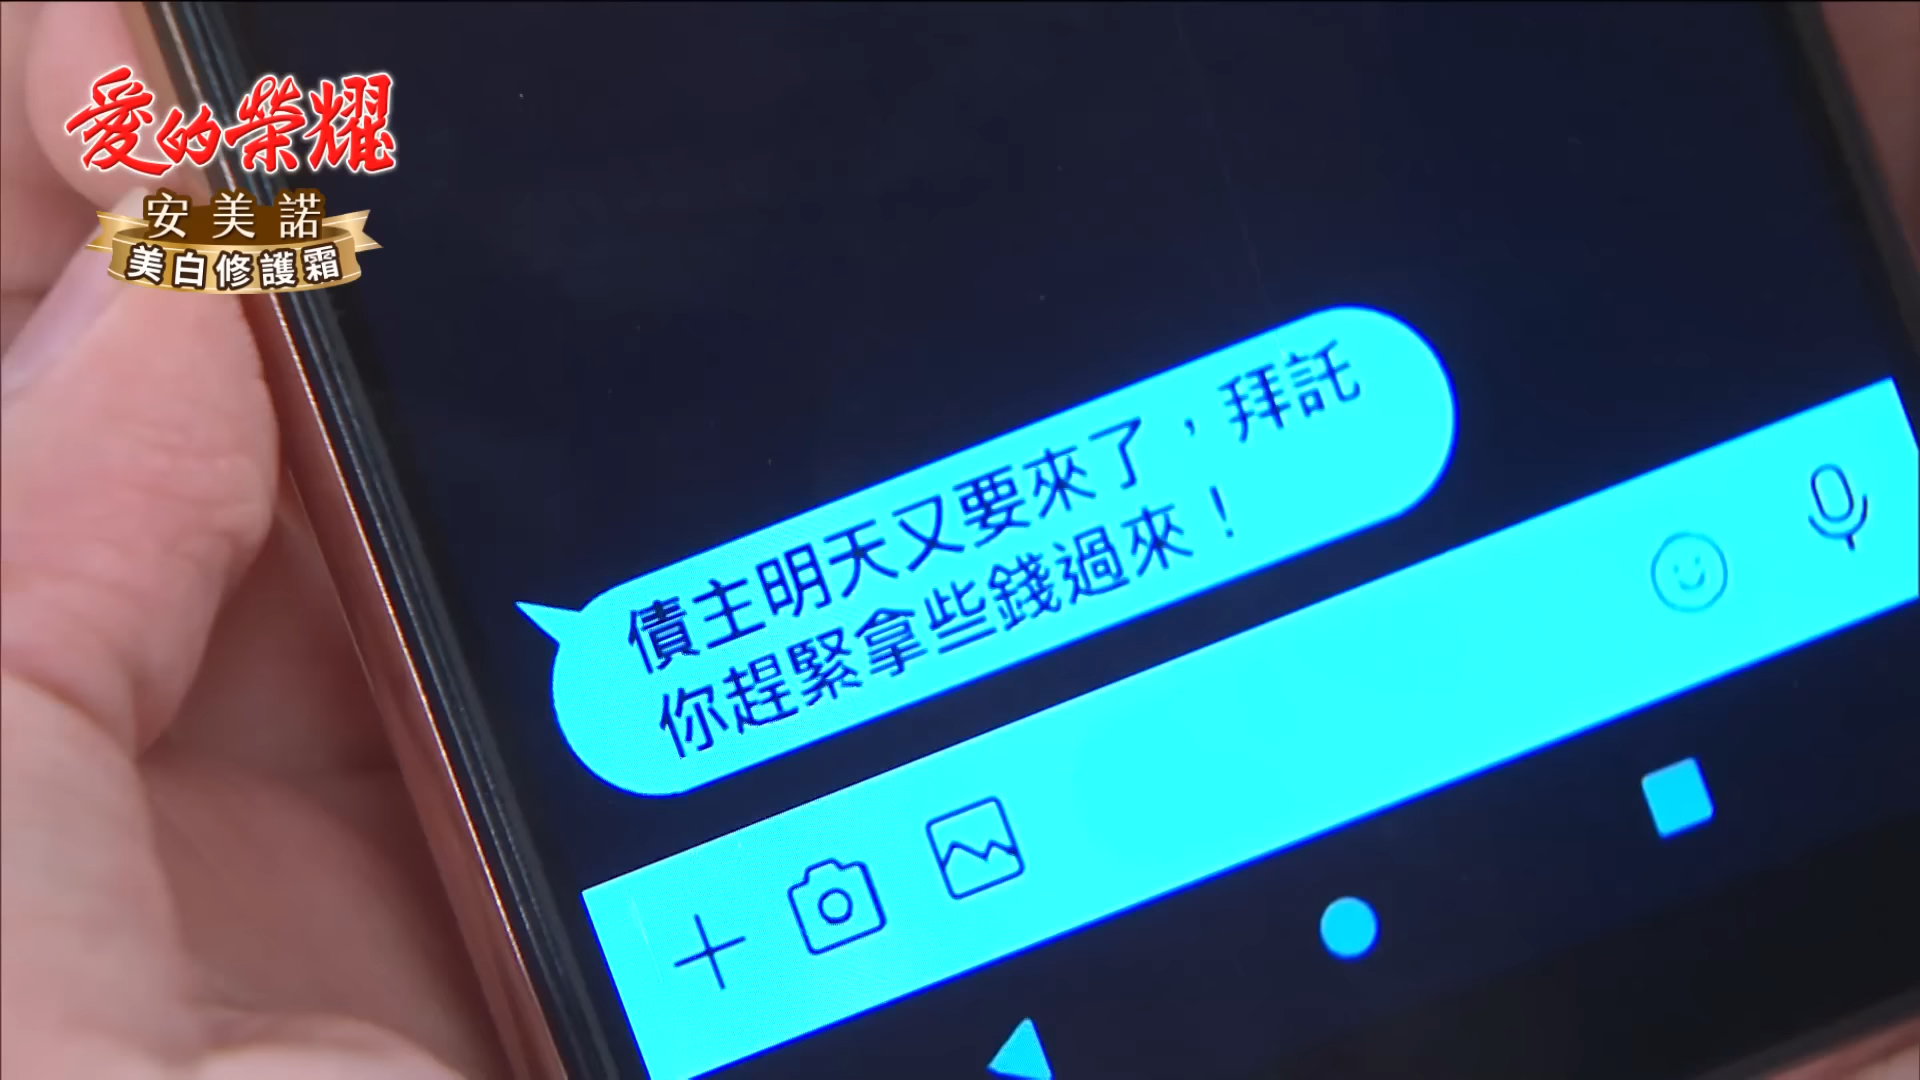 愛的榮耀
安美諾
美白修護霜
債主明天又要來了，拜託
你趕緊拿些錢過來！